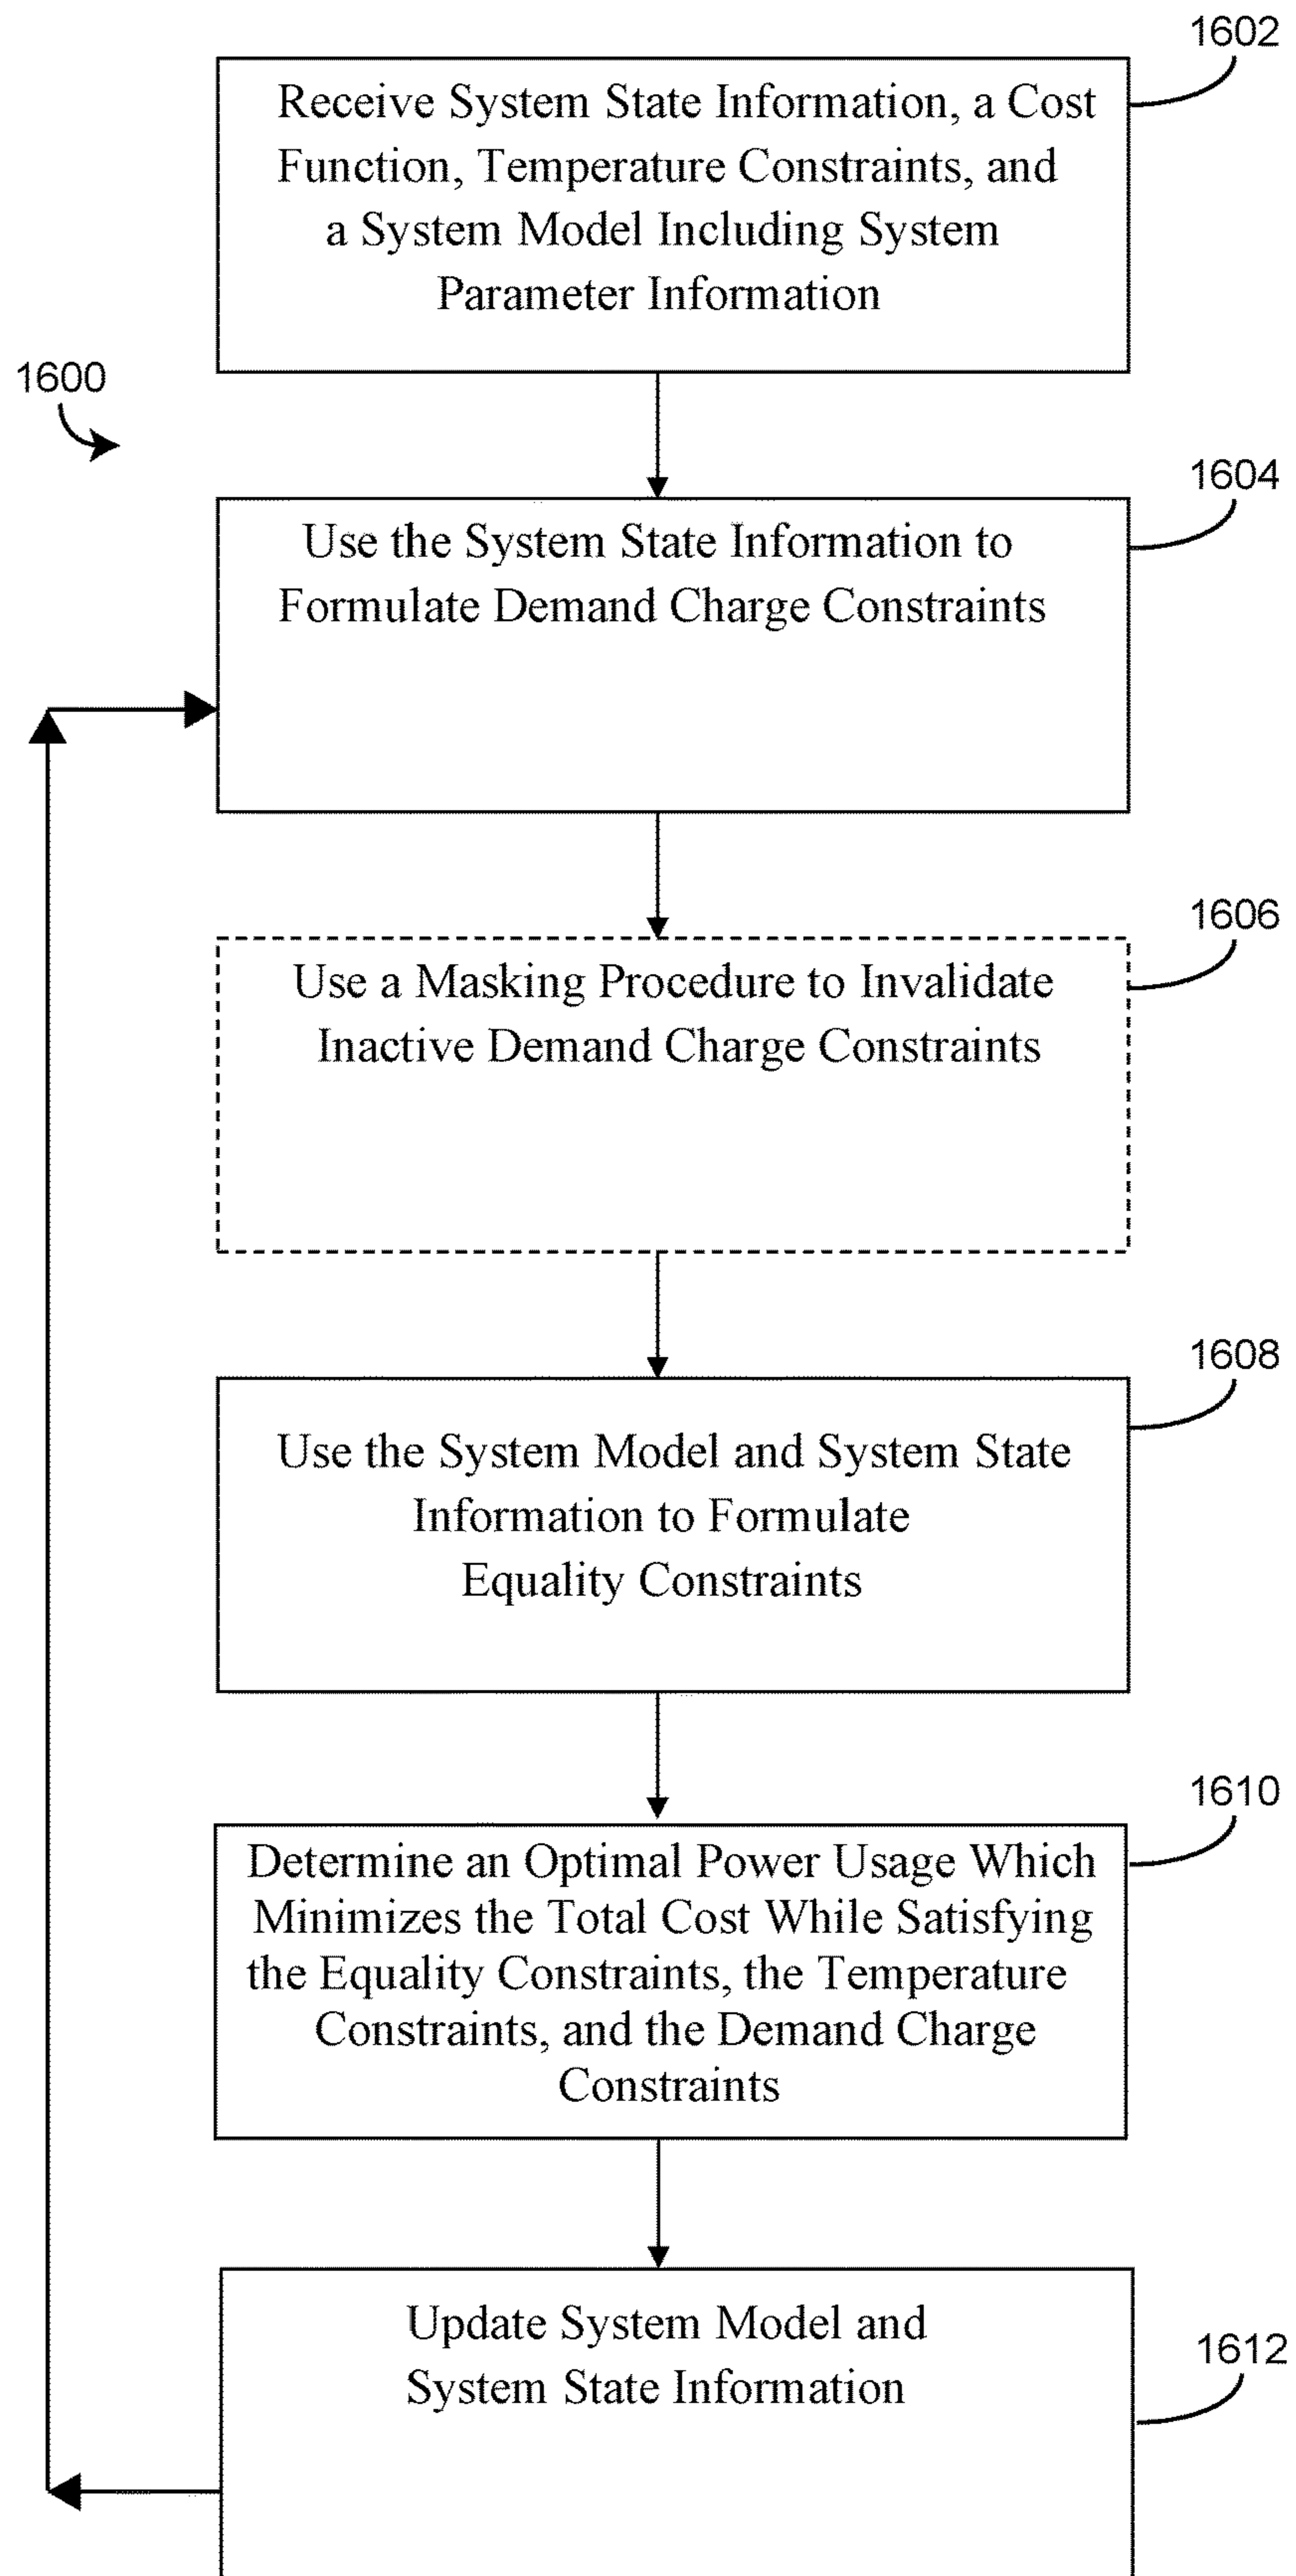 1602
Receive System State Information, a Cost
Function, Temperature Constraints, and
a System Model Including System
Parameter Information
1600
1604
Use the System State Information to
Formulate Demand Charge Constraints
1606
Use a Masking Procedure to Invalidate
Inactive Demand Charge Constraints
1608
Use the System Model and System State
Information to Formulate
Equality Constraints
1610
Determine an Optimal Power Usage Which
Minimizes the Total Cost While Satisfying
the Equality Constraints, the Temperature
Constraints, and the Demand Charge
Constraints
Update System Model and
1612
System State Information